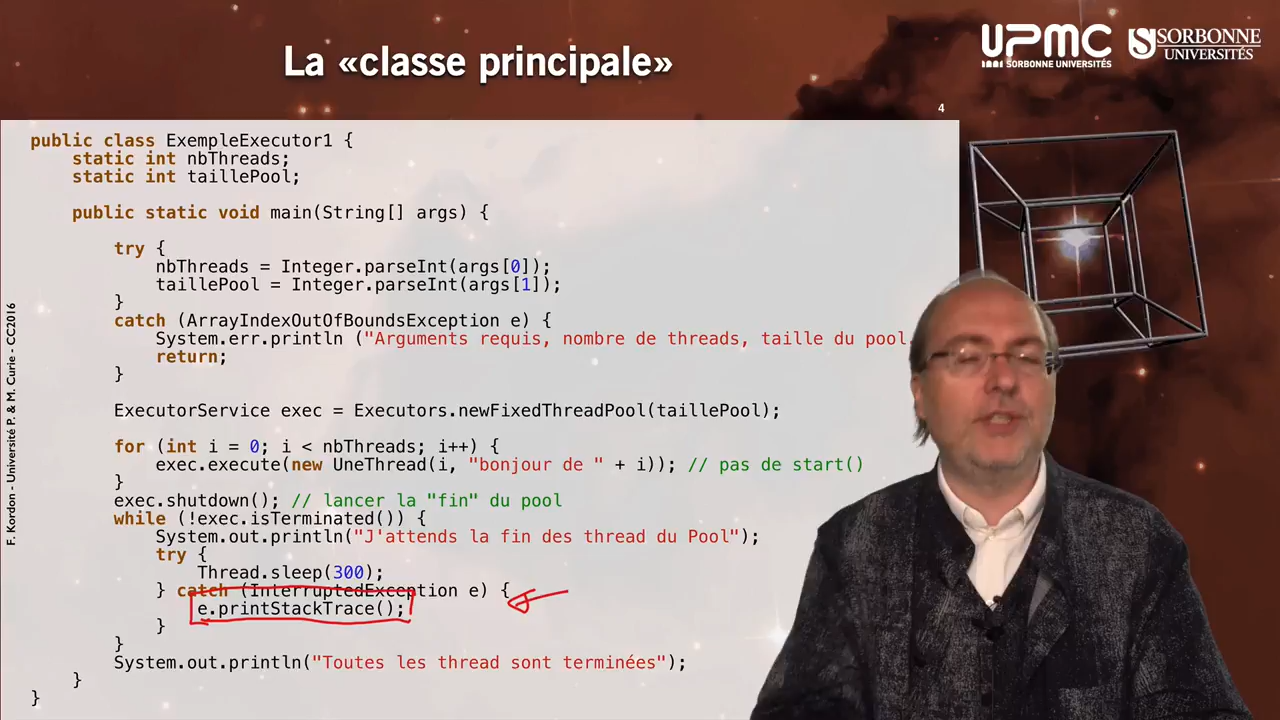 La «classe principale»
UPMC
SORBONNE UNIVERSITÉS
SORBONNE
UNIVERSITÉS
4
public class ExempleExecutor1 {
static int nbThreads;
static int taillePool;
public static void main(String[] args) {
try {
nbThreads = Integer.parseInt(args[0]);
taillePool = Integer.parseInt(args[1]);
}
catch (ArrayIndexOutOfBoundsException e) {
System.err.println ("Arguments requis, nombre de threads, taille du pool
return;
}
ExecutorService exec = Executors.newFixedThreadPool(taillePool);
for (int i = 0; i < nbThreads; i++) {
exec.execute(new UneThread(i, "bonjour de " + i)); // pas de start()
}
exec.shutdown(); // lancer la "fin" du pool
while (!exec.isTerminated()) {
System.out.println("J'attends la fin des thread du Pool");
try {
Thread.sleep(300);
} catch (InterruptedException e) {
e.printStackTrace();
}
}
System.out.println("Toutes les thread sont terminées");
}
}
F. Kordon - Université P. & M. Curie - CC2016